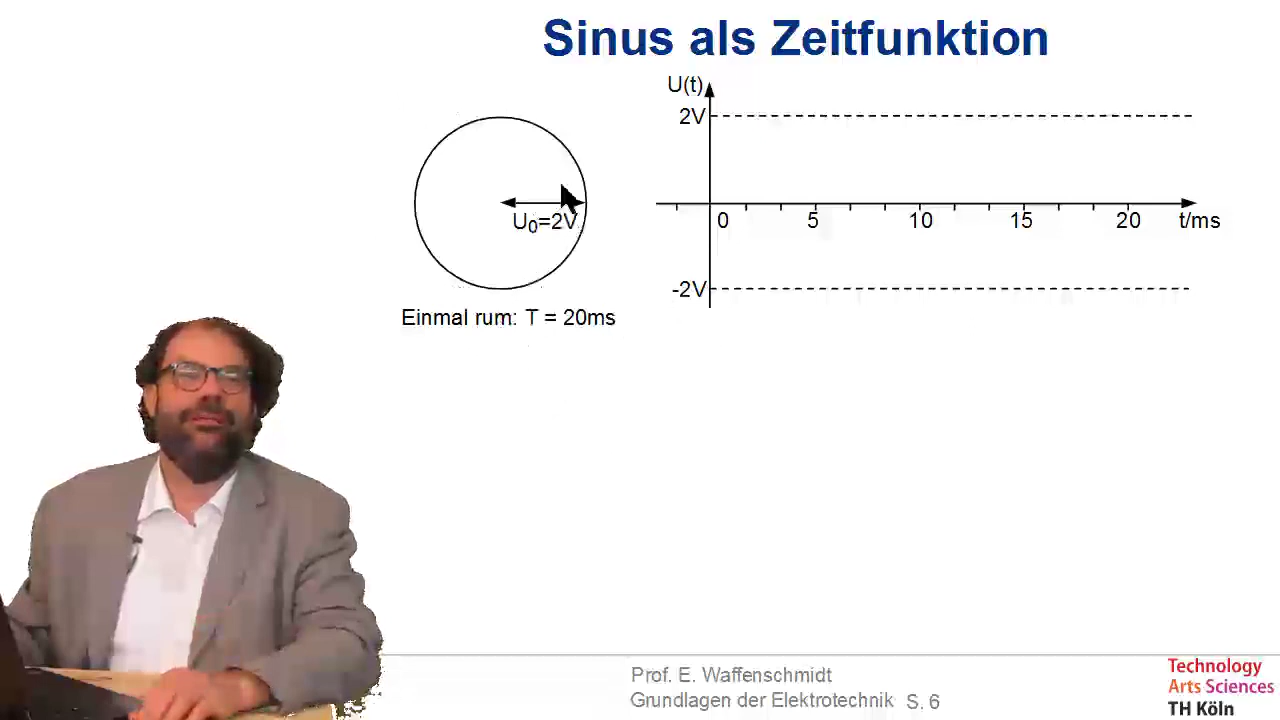 Sinus als Zeitfunktion
U(t)
2V
U₀=2V
0 5 10 15 20 t/ms
-2V
Einmal rum: T = 20ms
Prof. E. Waffenschmidt
Grundlagen der Elektrotechnik S. 6
Technology
Arts Sciences
TH Köln